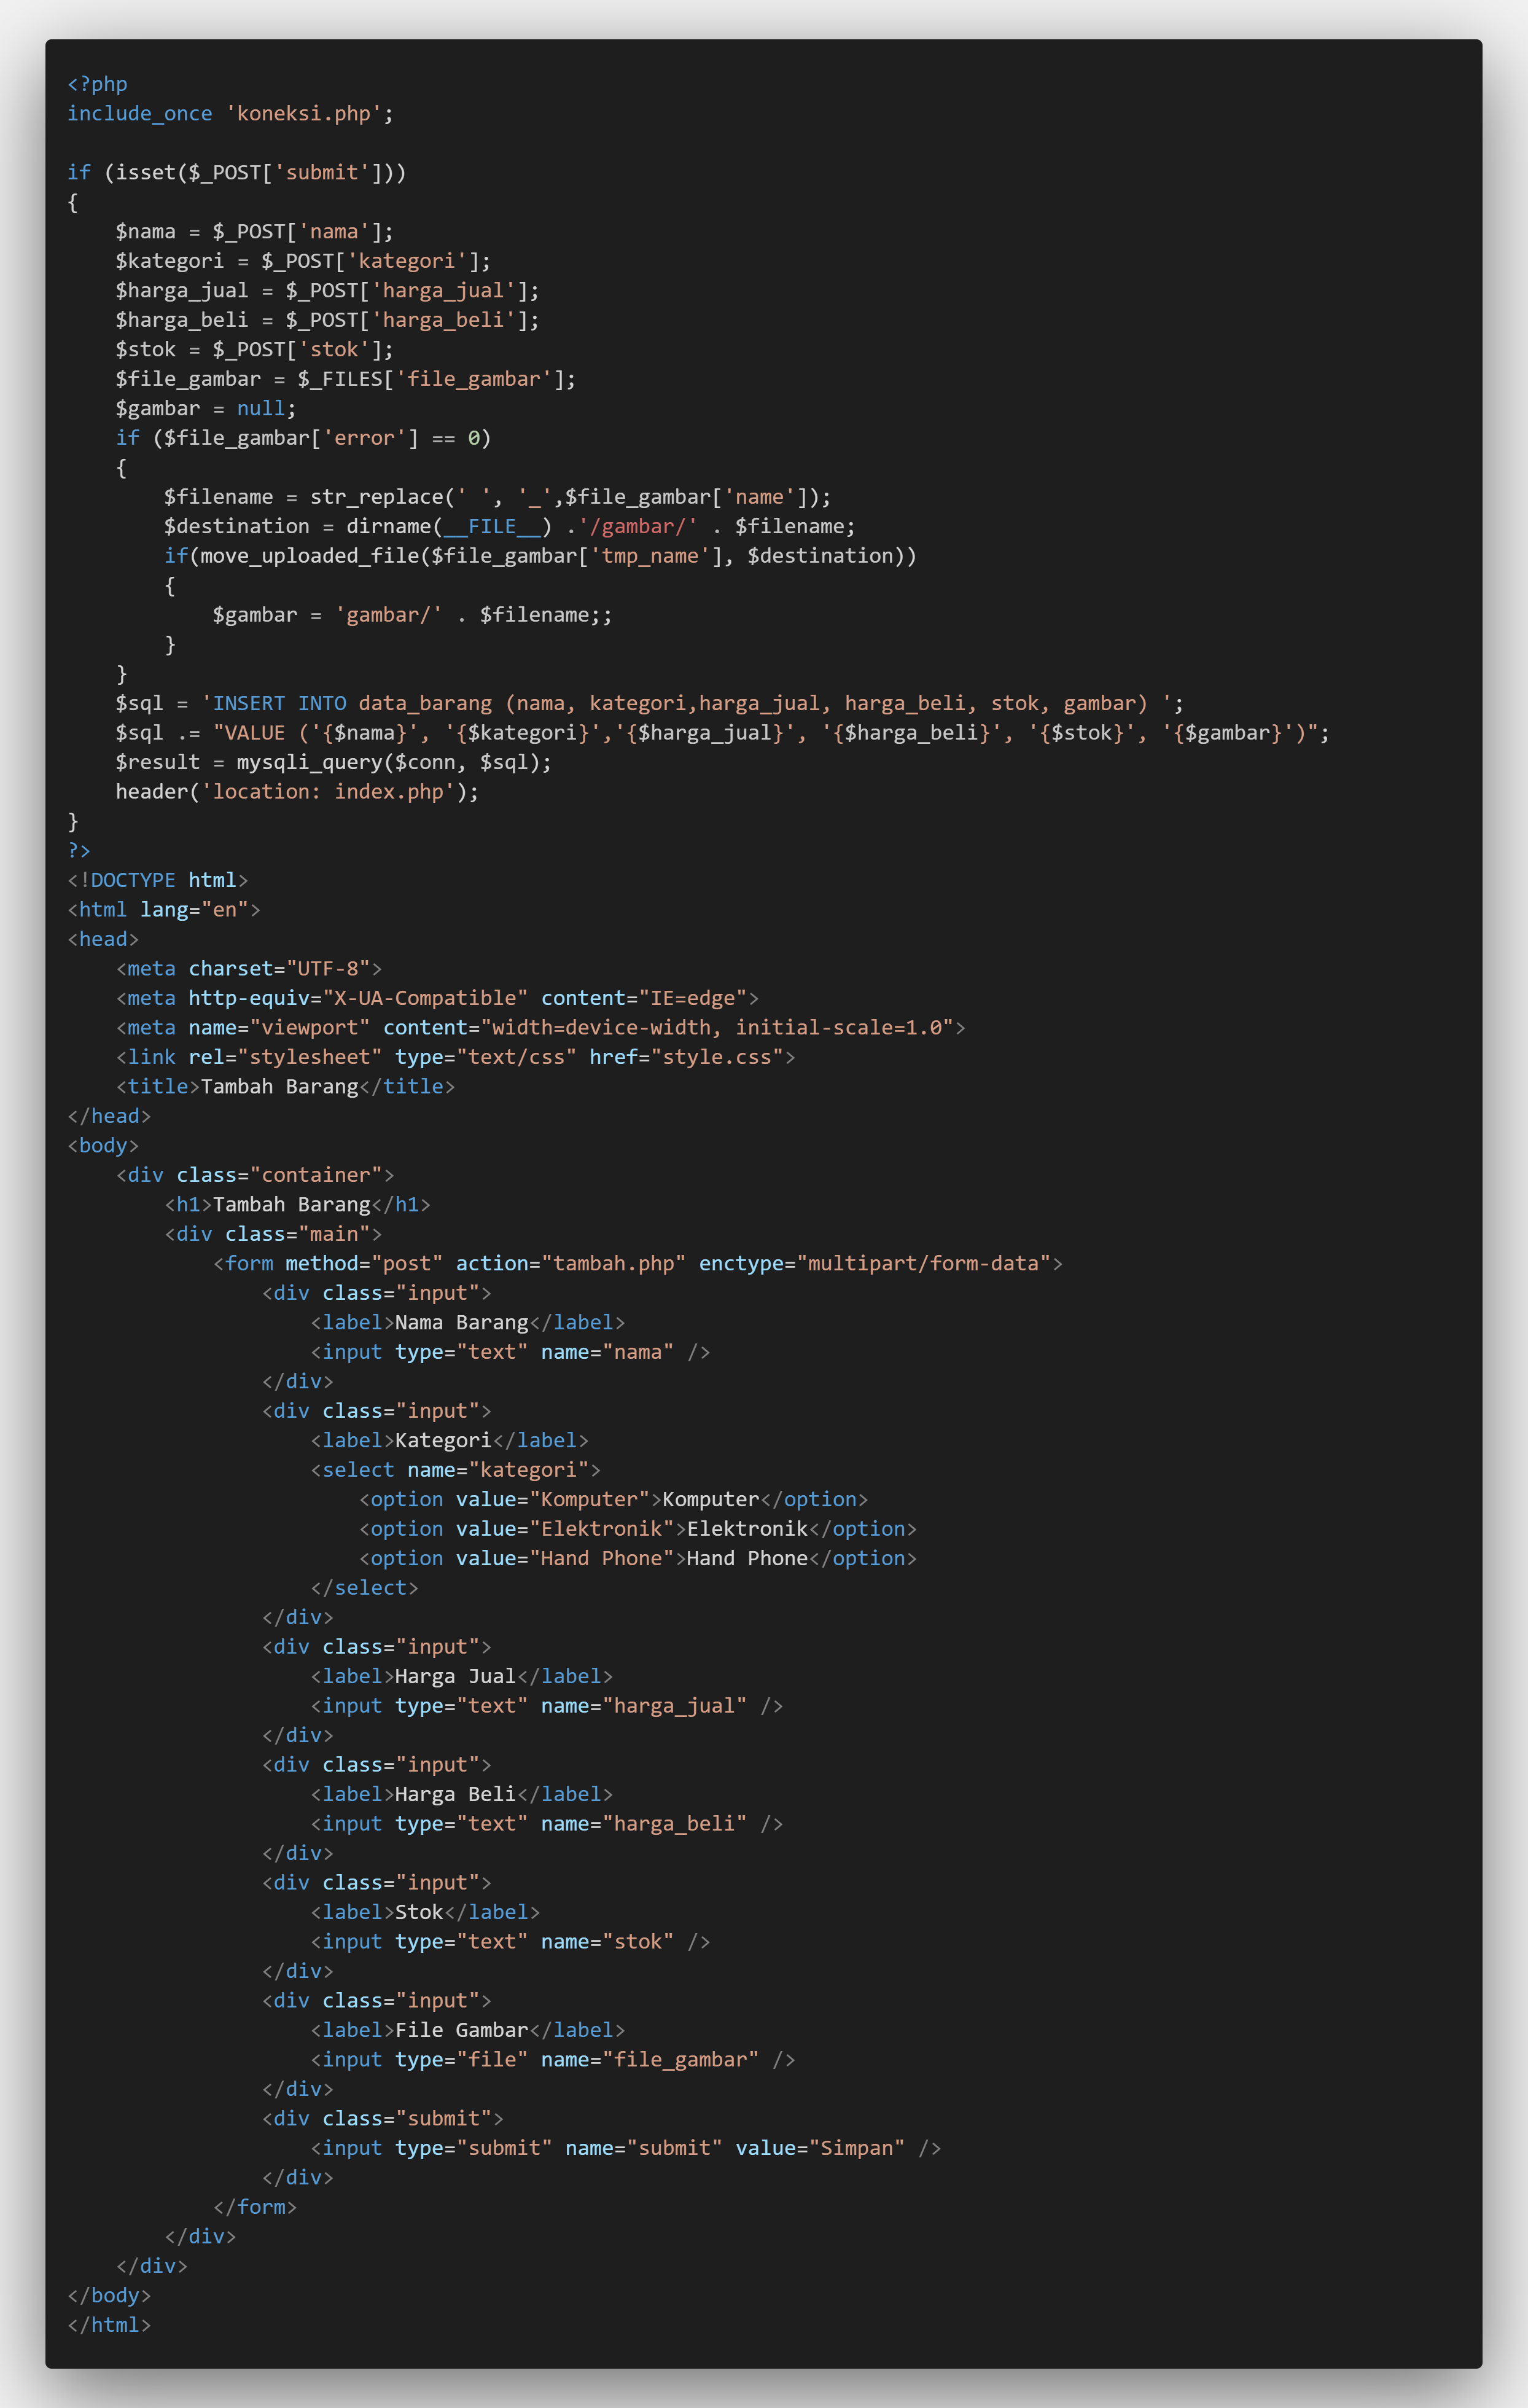 <?php
include_once 'koneksi.php';

if (isset($_POST['submit']))
{
    $nama = $_POST['nama'];
    $kategori = $_POST['kategori'];
    $harga_jual = $_POST['harga_jual'];
    $harga_beli = $_POST['harga_beli'];
    $stok = $_POST['stok'];
    $file_gambar = $_FILES['file_gambar'];
    $gambar = null;
    if ($file_gambar['error'] == 0)
    {
        $filename = str_replace(' ', '_',$file_gambar['name']);
        $destination = dirname(__FILE__) .'/gambar/' . $filename;
        if(move_uploaded_file($file_gambar['tmp_name'], $destination))
        {
            $gambar = 'gambar/' . $filename;;
        }
    }
    $sql = 'INSERT INTO data_barang (nama, kategori,harga_jual, harga_beli, stok, gambar) ';
    $sql .= "VALUE ('{$nama}', '{$kategori}','{$harga_jual}', '{$harga_beli}', '{$stok}', '{$gambar}')";
    $result = mysqli_query($conn, $sql);
    header('location: index.php');
}
?>
<!DOCTYPE html>
<html lang="en">
<head>
    <meta charset="UTF-8">
    <meta http-equiv="X-UA-Compatible" content="IE=edge">
    <meta name="viewport" content="width=device-width, initial-scale=1.0">
    <link rel="stylesheet" type="text/css" href="style.css">
    <title>Tambah Barang</title>
</head>
<body>
    <div class="container">
        <h1>Tambah Barang</h1>
        <div class="main">
            <form method="post" action="tambah.php" enctype="multipart/form-data">
                <div class="input">
                    <label>Nama Barang</label>
                    <input type="text" name="nama" />
                </div>
                <div class="input">
                    <label>Kategori</label>
                    <select name="kategori">
                        <option value="Komputer">Komputer</option>
                        <option value="Elektronik">Elektronik</option>
                        <option value="Hand Phone">Hand Phone</option>
                    </select>
                </div>
                <div class="input">
                    <label>Harga Jual</label>
                    <input type="text" name="harga_jual" />
                </div>
                <div class="input">
                    <label>Harga Beli</label>
                    <input type="text" name="harga_beli" />
                </div>
                <div class="input">
                    <label>Stok</label>
                    <input type="text" name="stok" />
                </div>
                <div class="input">
                    <label>File Gambar</label>
                    <input type="file" name="file_gambar" />
                </div>
                <div class="submit">
                    <input type="submit" name="submit" value="Simpan" />
                </div>
            </form>
        </div>
    </div>
</body>
</html>